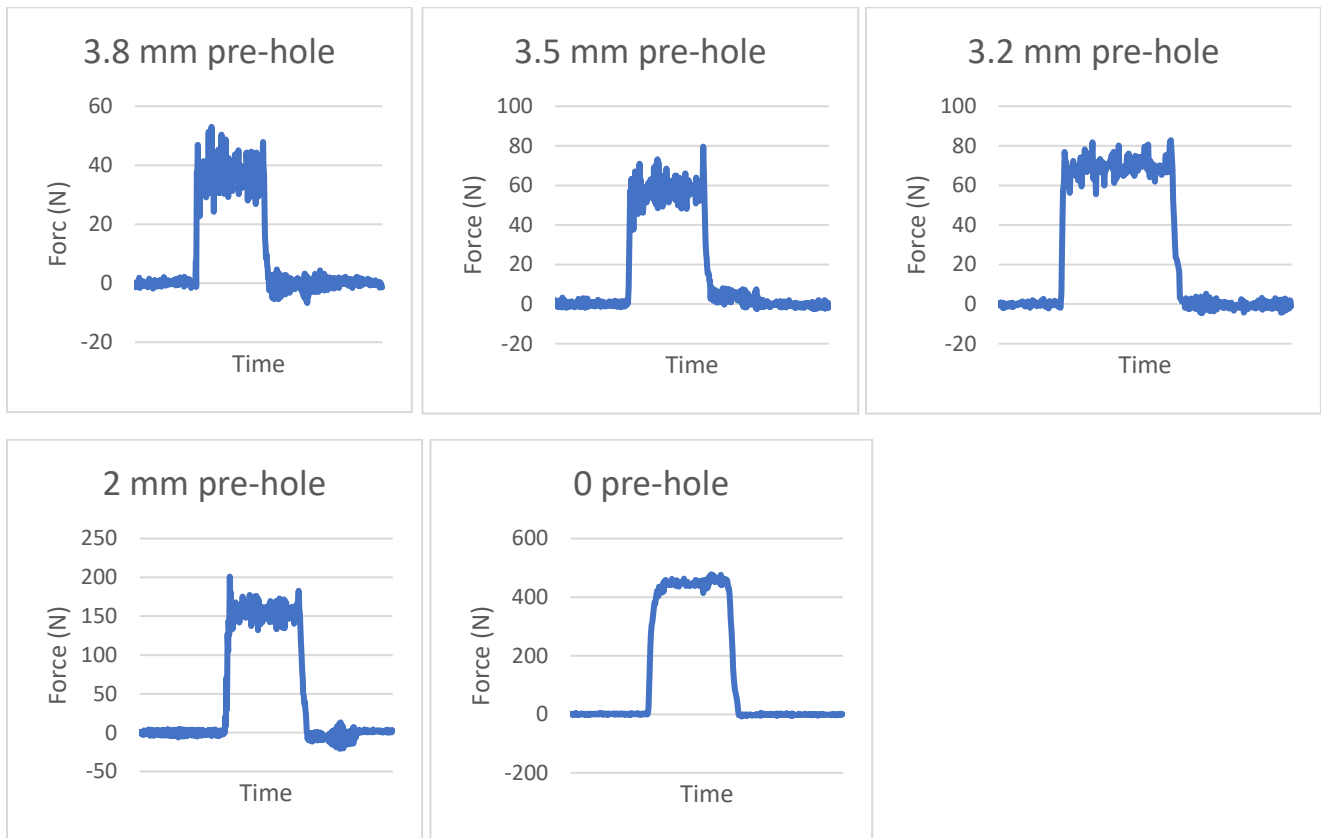 3.8 mm pre-hole
60
40
20
0
-20
Forc (N)
Time
3.5 mm pre-hole
100
80
60
40
20
0
-20
Force (N)
Time
3.2 mm pre-hole
100
80
60
40
20
0
-20
Force (N)
Time
2 mm pre-hole
250
200
150
100
50
0
-50
Force (N)
Time
0 pre-hole
600
400
200
0
-200
Force (N)
Time